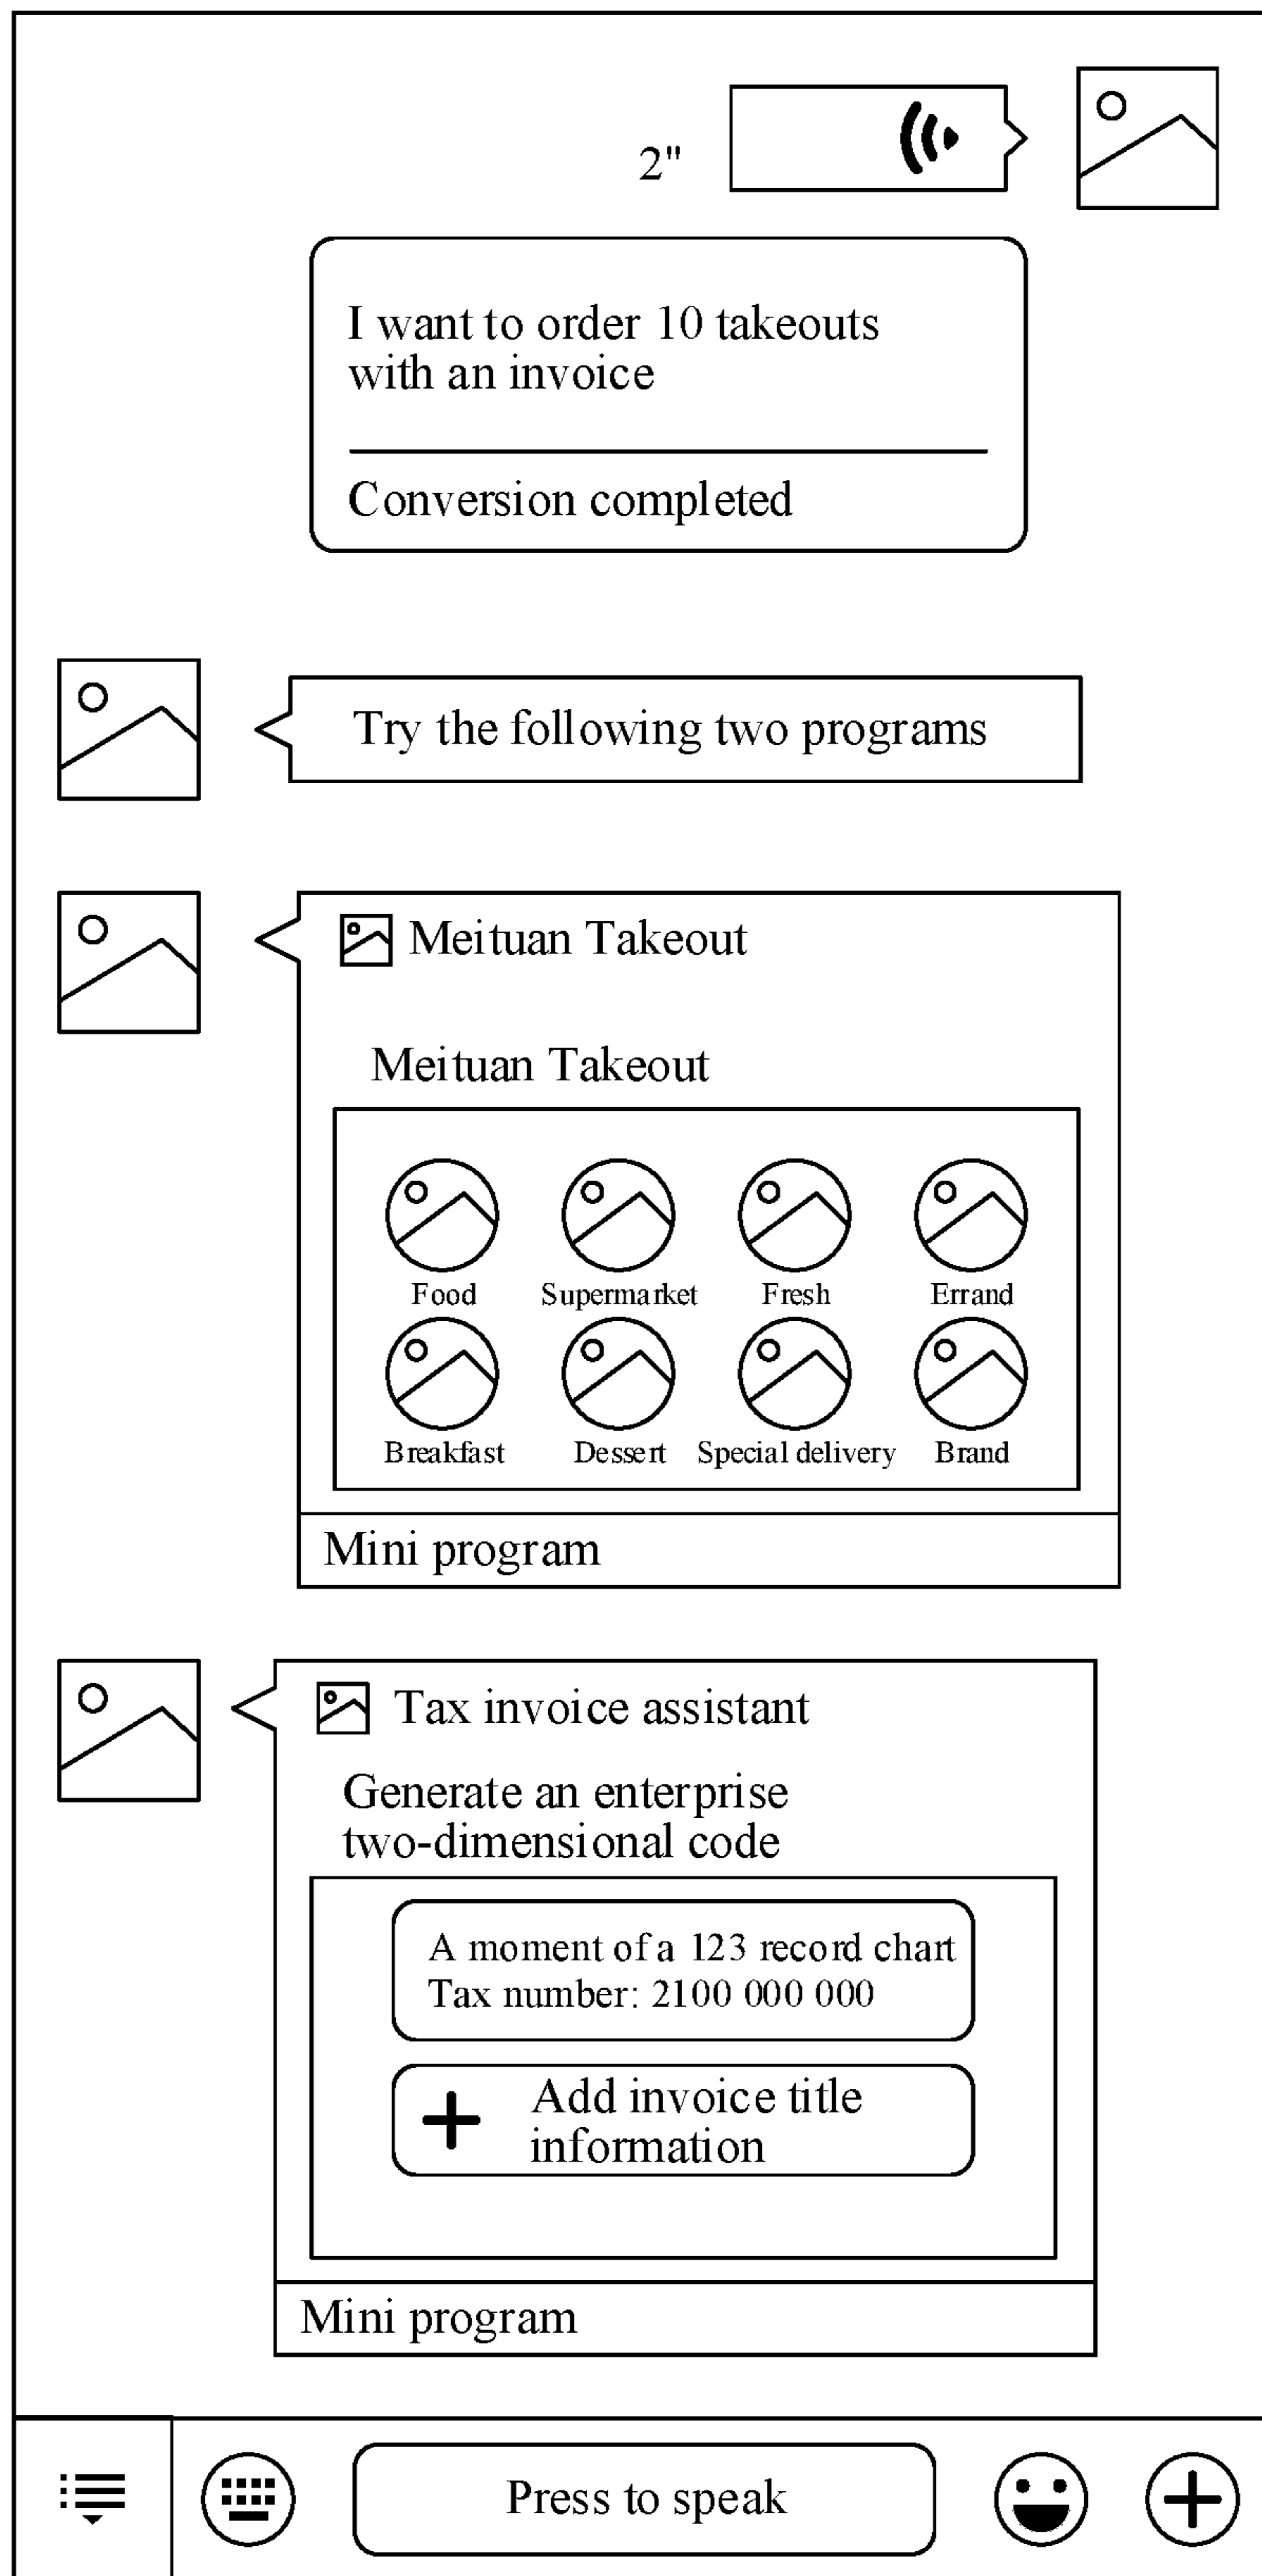 2"
I want to order 10 takeouts
with an invoice
Conversion completed
Try the following two programs
Meituan Takeout
Meituan Takeout
Food Supermarket Fresh Errand
Breakfast Dessert Special delivery Brand
Mini program
Tax invoice assistant
Generate an enterprise
two-dimensional code
A moment of a 123 record chart
Tax number: 2100 000 000
Add invoice title
information
Mini program
Press to speak